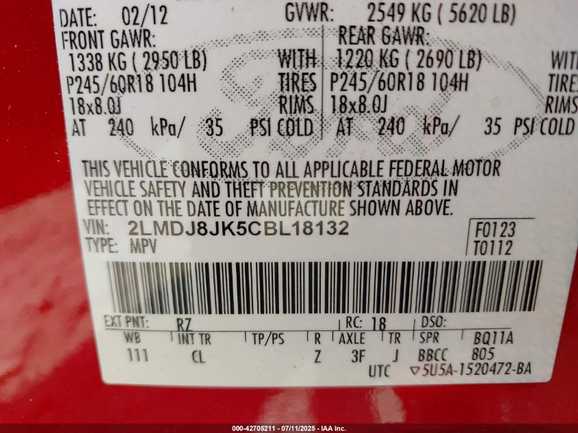 DATE: 02/12 GVWR: 2549 KG ( 5620 LB)
FRONT GAWR: REAR GAWR:
1338 KG ( 2950 LB) WITH 1220 KG ( 2690 LB) WITH
P245/60R18 104H TIRES P245/60R18 104H TIRES
18x8.0J RIMS 18x8.0J RIMS
AT 240 kPa/ 35 PSI COLD AT 240 kPa/ 35 PSI COLD
Ford
THIS VEHICLE CONFORMS TO ALL APPLICABLE FEDERAL MOTOR
VEHICLE SAFETY AND THEFT PREVENTION STANDARDS IN
EFFECT ON THE DATE OF MANUFACTURE SHOWN ABOVE.
VIN: 2LMDJ8JK5CBL18132 F0123
TYPE: MPV T0112
EXT PNT: RZ RC: 18 DSO:
WB INT TR TP/PS R AXLE TR SPR BQ11A
111 CL Z 3F J BBCC 805
UTC ▽5U5A-1520472-BA
000-42705211 - 07/11/2025 - IAAI.com